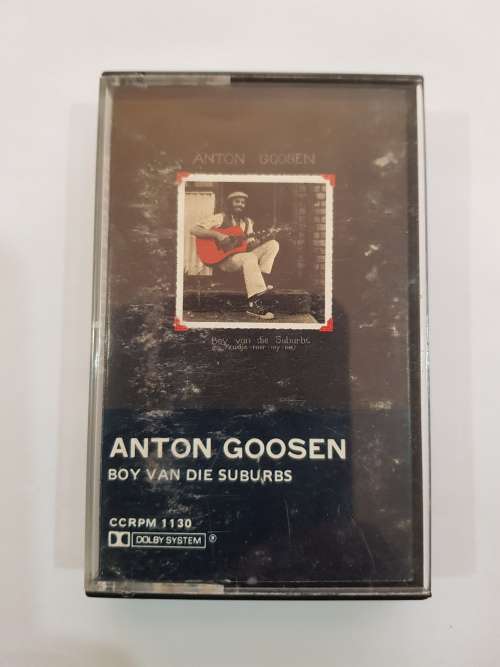 ANTON GOOSEN
Boy van die Suburbs
ANTON GOOSEN
BOY VAN DIE SUBURBS
CCRPM 1130
DOLBY SYSTEM ®